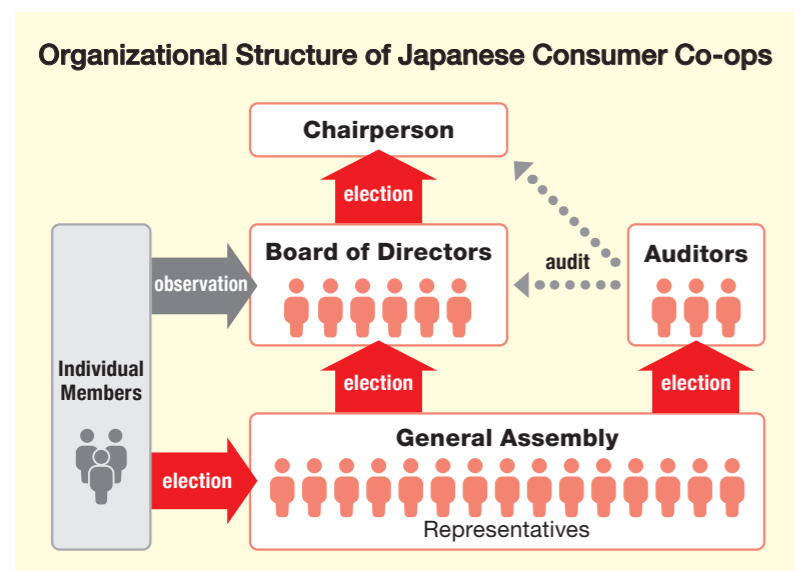 Organizational Structure of Japanese Consumer Co-ops
Chairperson
election
Board of Directors
Auditors
audit
observation
Individual
Members
election
election
General Assembly
election
Representatives